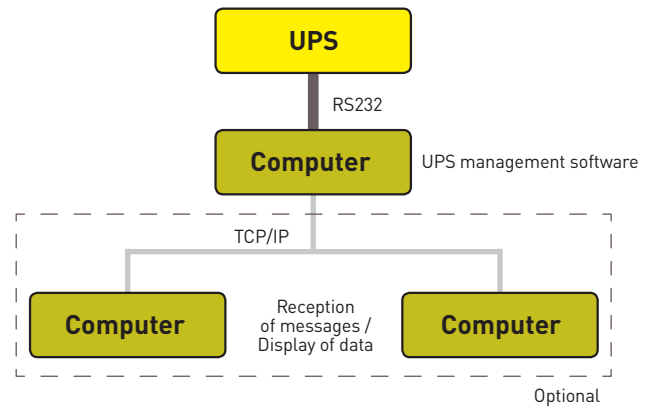 UPS
RS232
Computer
UPS management software
TCP/IP
Computer
Reception
of messages /
Display of data
Computer
Optional